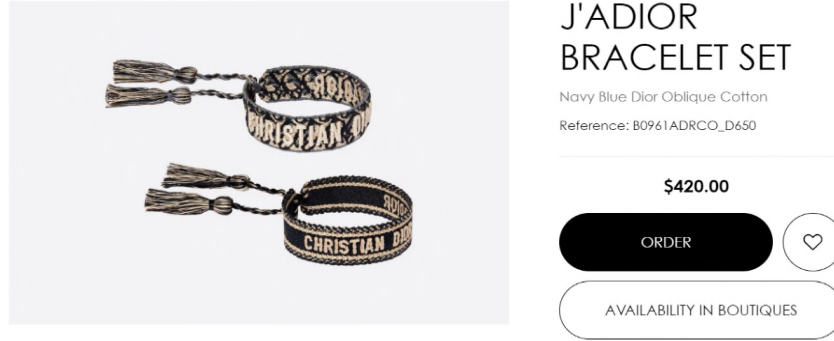 J'ADIOR
BRACELET SET
Navy Blue Dior Oblique Cotton
Reference: B0961ADRCO_D650
$420.00
ORDER
AVAILABILITY IN BOUTIQUES
CHRISTIAN
CHRISTIAN